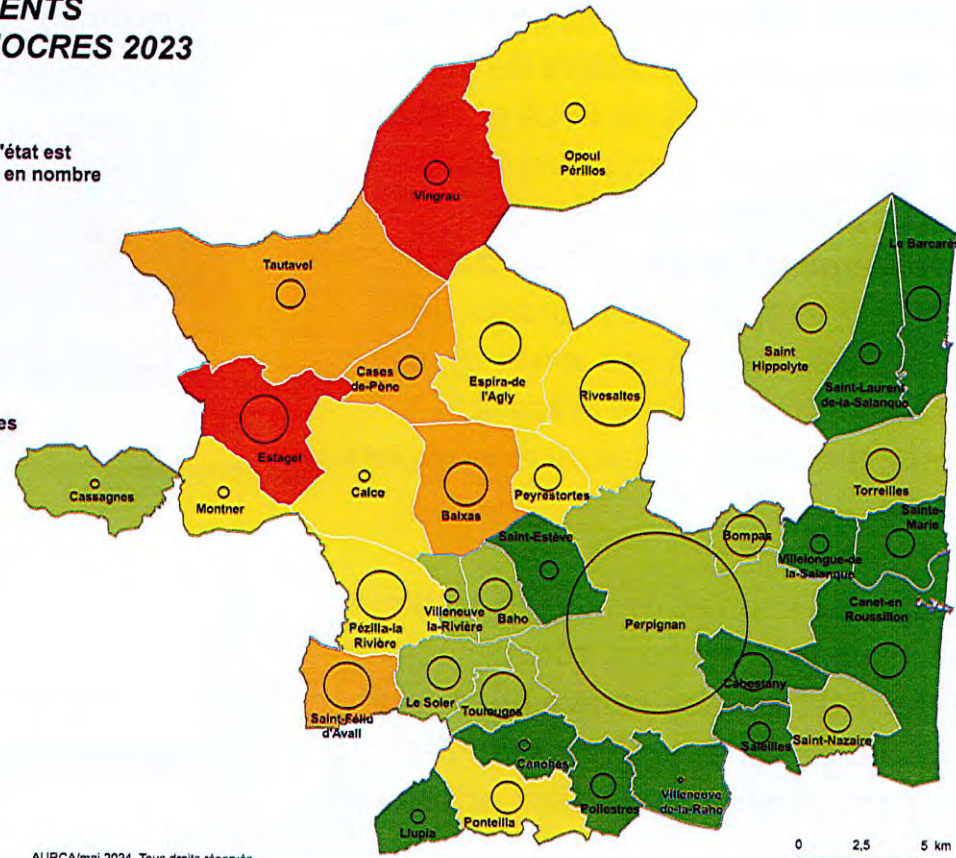 ENTS
OCRES 2023
'état est
en nombre
es
Opoul
Périllos
Vingrau
Le Barcarès
Tautavel
Saint
Hippolyte
Cases
de-Pène
Espira-de
l'Agly
Rivesaltes
Saint-Laurent
de-la-Salanque
Estagel
Cassagnes
Montner
Calce
Baixas
Peyrestortes
Torreilles
Sainte-
Marie
Saint-Estève
Bompas
Villelongue-de
la-Salanque
Canet-en
Roussillon
Pézilla-la
Rivière
Villeneuve
la-Rivière
Baho
Perpignan
Cabestany
Saint-Féliu
d'Avall
Le Soler
Toulouges
Saleilles
Saint-Nazaire
Canohès
Pollestres
Villeneuve
de-la-Raho
Llupia
Ponteilla
0 2,5 5 km
AURCA/mai 2024. Tous droits réservés